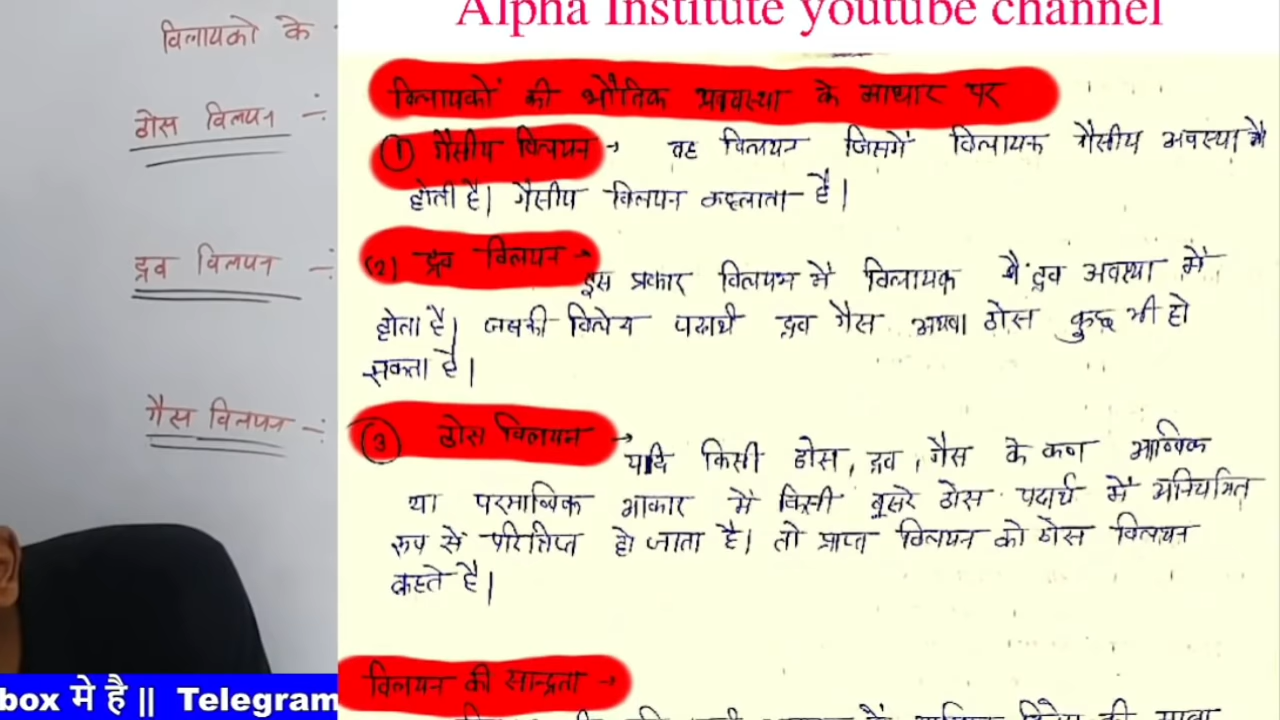 Alpha Institute youtube channel
विलायको के
ठोस विलयन ÷
द्रव विलयन ÷
गैस विलयन ÷
विलायकों की भौतिक अवस्था के आधार पर
① गैसीय विलयन → वह विलयन जिसमें विलायक गैसीय अवस्था में
होती है। गैसीय विलयन कहलाता है।
(2) द्रव विलयन →
इस प्रकार विलयन में विलायक द्रव अवस्था में
होता है। जबकी विलेय पदार्थ द्रव गैस अथवा ठोस कुछ भी हो
सकता है।
③ ठोस विलयन →
यदि किसी ठोस, द्रव, गैस के कण आण्विक
या परमाण्विक आकार में किसी दूसरे ठोस पदार्थ में अनियमित
रूप से परिक्षिप्त हो जाता है। तो प्राप्त विलयन को ठोस विलयन
कहते है।
विलयन की सान्द्रता →
box मे है || Telegram